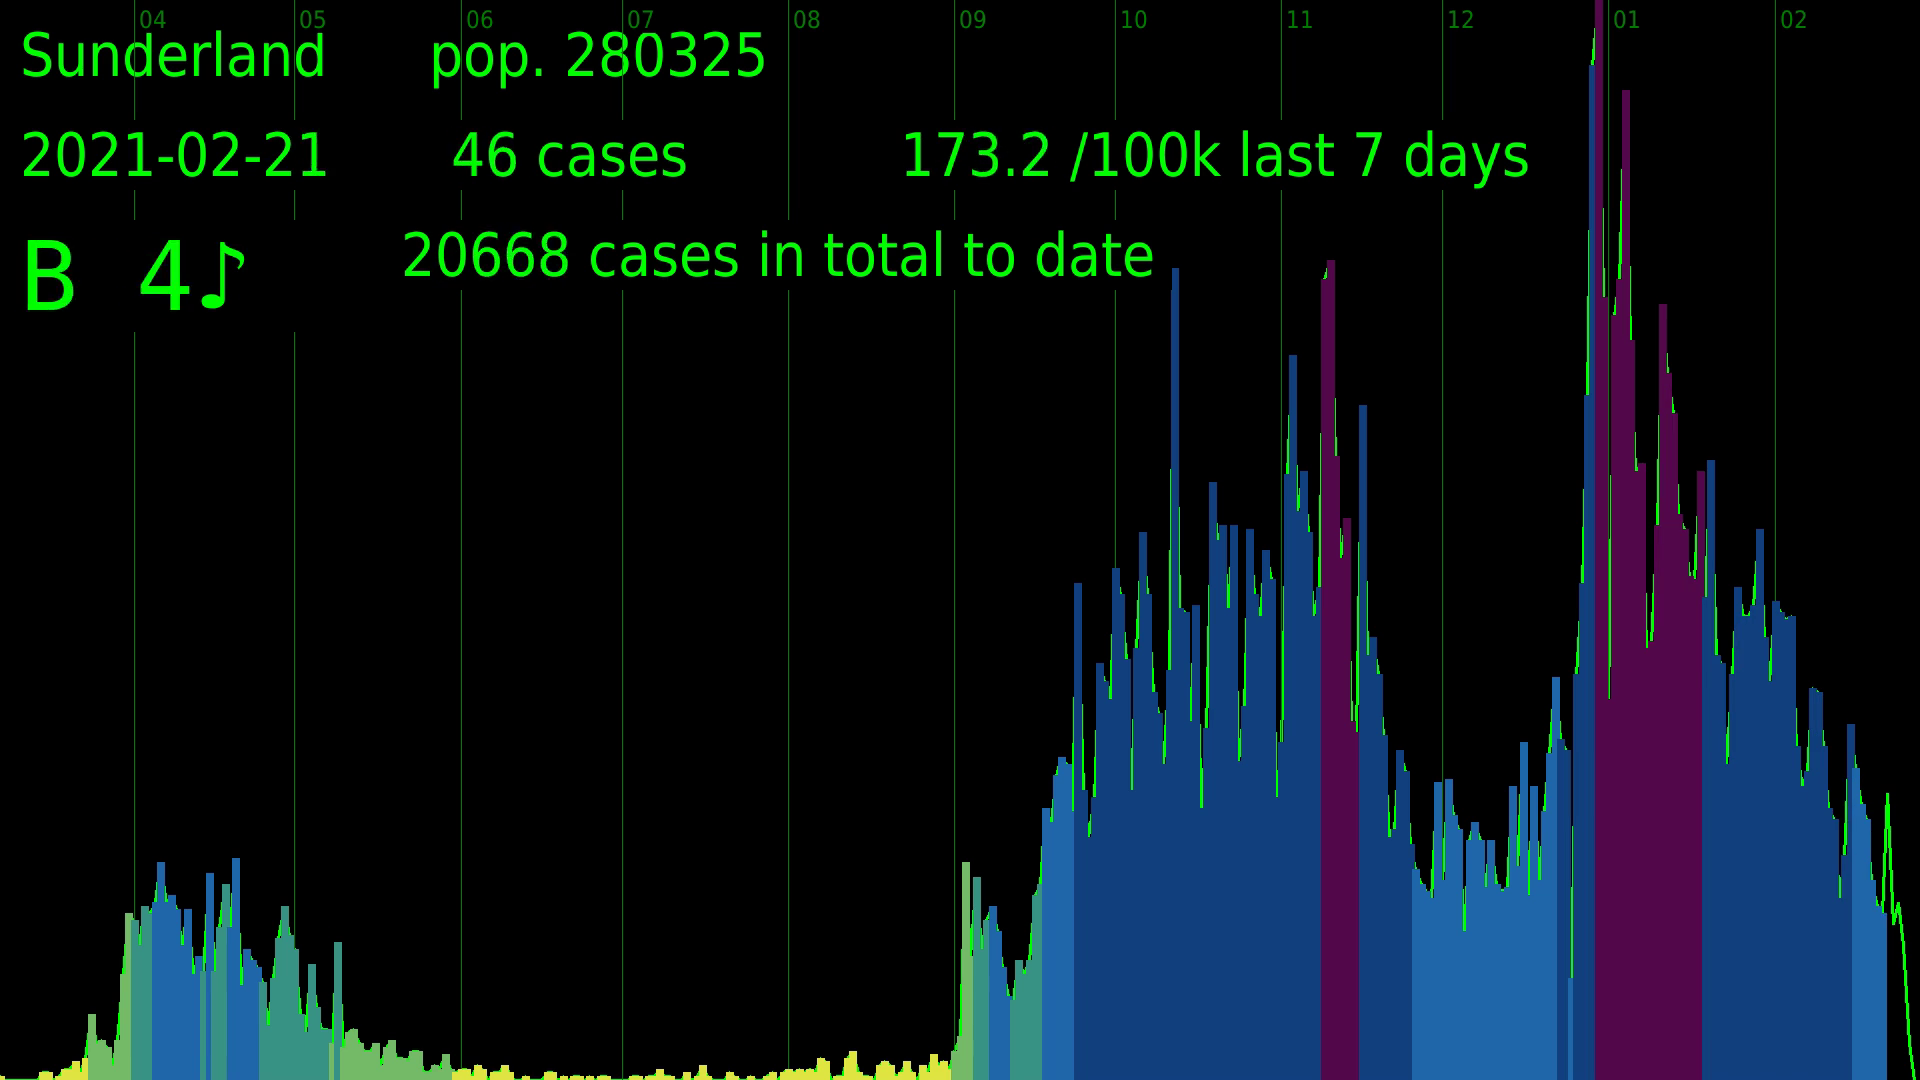 04 05 06 07 08 09 10 11 12 01 02
Sunderland pop. 280325
2021-02-21 46 cases 173.2 /100k last 7 days
B 4♪ 20668 cases in total to date